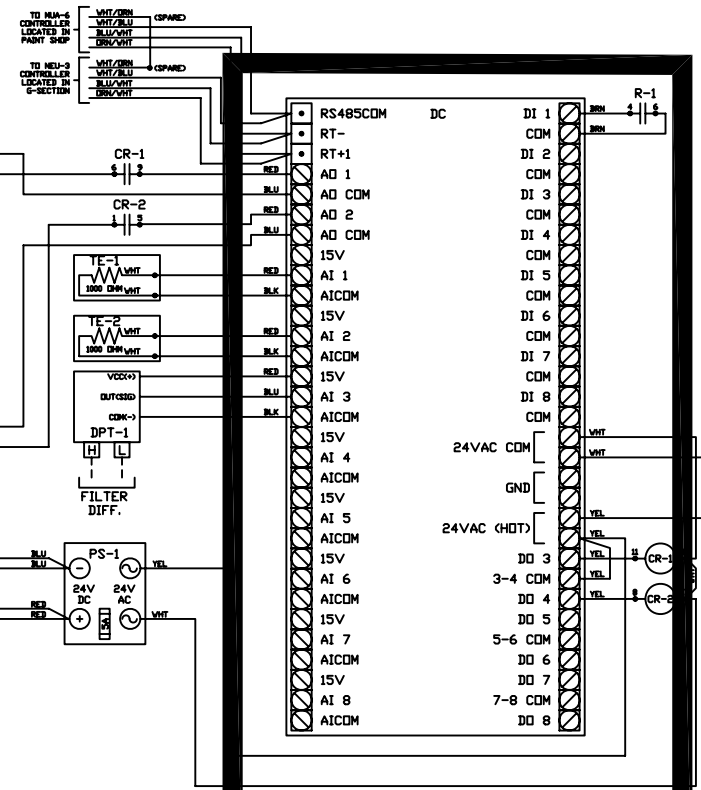 TO MUA-6
CONTROLLER
LOCATED IN
PAINT SHOP
WHT/ORN
WHT/BLU
BLU/WHT
ORN/WHT
(SPARE)
TO NEU-3
CONTROLLER
LOCATED IN
G-SECTION
WHT/ORN
WHT/BLU
BLU/WHT
ORN/WHT
(SPARE)
CR-1
6 9
RED
BLU
CR-2
1 5
RED
BLU
TE-1
WHT
1000 OHM WHT
RED
BLK
TE-2
WHT
1000 OHM WHT
RED
BLK
VCC(+)
OUT(SIG)
COM(-)
DPT-1
H L
FILTER
DIFF.
RED
BLU
BLK
BLU
BLU
RED
RED
PS-1
24V
DC
24V
AC
5A
YEL
WHT
DC
RS485COM
RT-
RT+1
AO 1
AO COM
AO 2
AO COM
15V
AI 1
AICOM
15V
AI 2
AICOM
15V
AI 3
AICOM
15V
AI 4
AICOM
15V
AI 5
AICOM
15V
AI 6
AICOM
15V
AI 7
AICOM
15V
AI 8
AICOM
DI 1
COM
DI 2
COM
DI 3
COM
DI 4
COM
DI 5
COM
DI 6
COM
DI 7
COM
DI 8
COM
24VAC COM
GND
24VAC (HOT)
DO 3
3-4 COM
DO 4
DO 5
5-6 COM
DO 6
DO 7
7-8 COM
DO 8
R-1
BRN
4 6
BRN
WHT
WHT
YEL
YEL
YEL
11
CR-1
YEL
YEL
8
CR-2